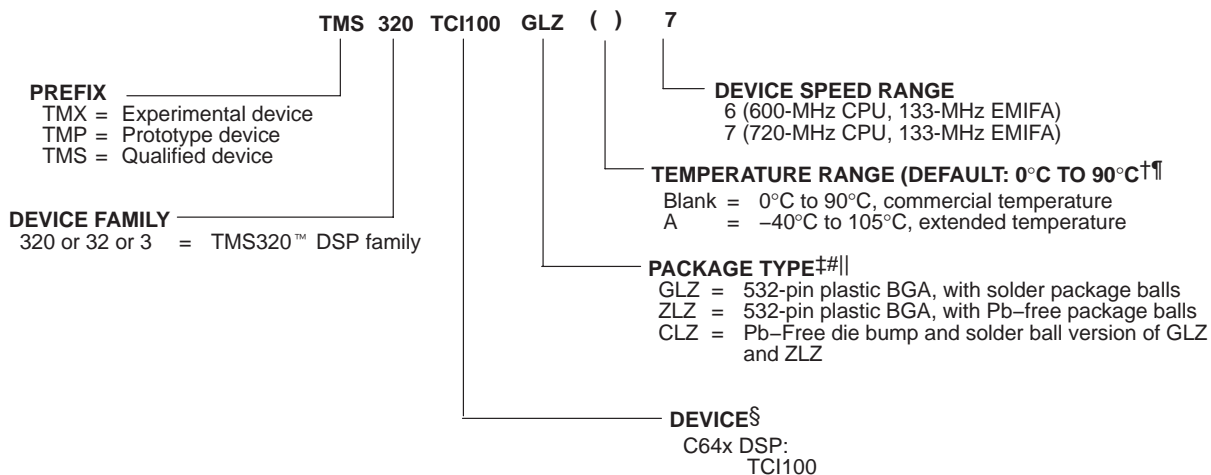 TMS 320 TCI100 GLZ ( ) 7
PREFIX
TMX = Experimental device
TMP = Prototype device
TMS = Qualified device
DEVICE SPEED RANGE
6 (600-MHz CPU, 133-MHz EMIFA)
7 (720-MHz CPU, 133-MHz EMIFA)
TEMPERATURE RANGE (DEFAULT: 0°C TO 90°C†¶
Blank = 0°C to 90°C, commercial temperature
A = −40°C to 105°C, extended temperature
DEVICE FAMILY
320 or 32 or 3 = TMS320™ DSP family
PACKAGE TYPE‡#||
GLZ = 532-pin plastic BGA, with solder package balls
ZLZ = 532-pin plastic BGA, with Pb−free package balls
CLZ = Pb−Free die bump and solder ball version of GLZ
and ZLZ
DEVICE§
C64x DSP:
TCI100